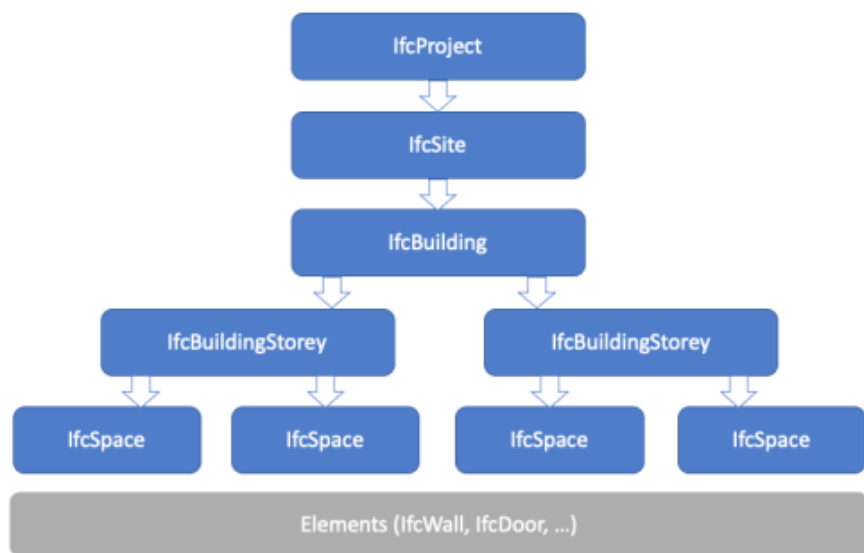 IfcProject
IfcSite
IfcBuilding
IfcBuildingStorey
IfcBuildingStorey
IfcSpace
IfcSpace
IfcSpace
IfcSpace
Elements (IfcWall, IfcDoor, ...)